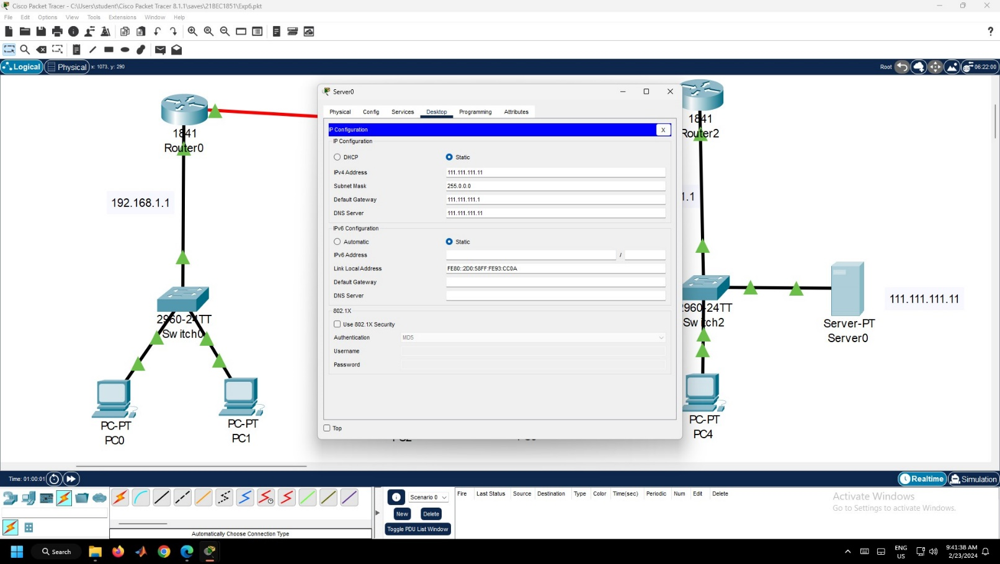 Cisco Packet Tracer - C:\Users\student\Cisco Packet Tracer 8.1.1\saves\21BEC1851\Exp6.pkt
File Edit Options View Tools Extensions Window Help
?
Logical Physical x: 1073, y: 290
Root 06:22:00
Server0
Physical Config Services Desktop Programming Attributes
IP Configuration X
IP Configuration
DHCP Static
IPv4 Address 111.111.111.11
Subnet Mask 255.0.0.0
Default Gateway 111.111.111.1
DNS Server 111.111.111.11
IPv6 Configuration
Automatic Static
IPv6 Address /
Link Local Address FE80::2D0:58FF:FE93:CC0A
Default Gateway
DNS Server
802.1X
Use 802.1X Security
Authentication MD5
Username
Password
Top
1841
Router0
192.168.1.1
2960-24TT
Switch0
PC-PT
PC0
PC-PT
PC1
1841
Router2
.1
2960-24TT
Switch2
Server-PT
Server0
111.111.111.11
PC-PT
PC4
Time: 01:00:01
Realtime Simulation
Automatically Choose Connection Type
Scenario 0
New Delete
Toggle PDU List Window
Fire Last Status Source Destination Type Color Time(sec) Periodic Num Edit Delete
Activate Windows
Go to Settings to activate Windows.
Search
ENG
US
9:41:38 AM
2/23/2024